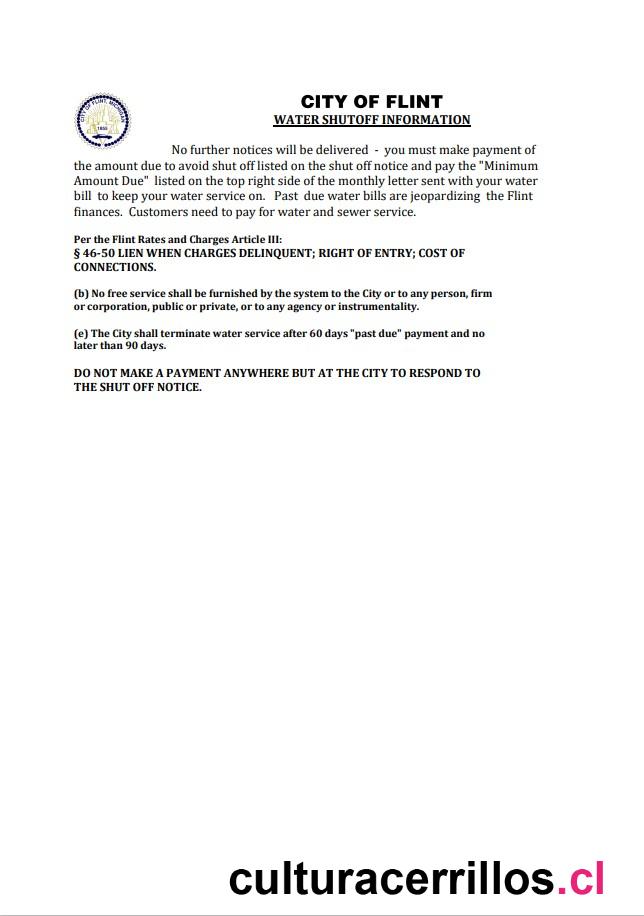 CITY OF FLINT, MICHIGAN
1855
CITY OF FLINT
WATER SHUTOFF INFORMATION
No further notices will be delivered - you must make payment of
the amount due to avoid shut off listed on the shut off notice and pay the "Minimum
Amount Due" listed on the top right side of the monthly letter sent with your water
bill to keep your water service on. Past due water bills are jeopardizing the Flint
finances. Customers need to pay for water and sewer service.
Per the Flint Rates and Charges Article III:
§ 46-50 LIEN WHEN CHARGES DELINQUENT; RIGHT OF ENTRY; COST OF
CONNECTIONS.
(b) No free service shall be furnished by the system to the City or to any person, firm
or corporation, public or private, or to any agency or instrumentality.
(e) The City shall terminate water service after 60 days "past due" payment and no
later than 90 days.
DO NOT MAKE A PAYMENT ANYWHERE BUT AT THE CITY TO RESPOND TO
THE SHUT OFF NOTICE.
culturacerrillos.cl